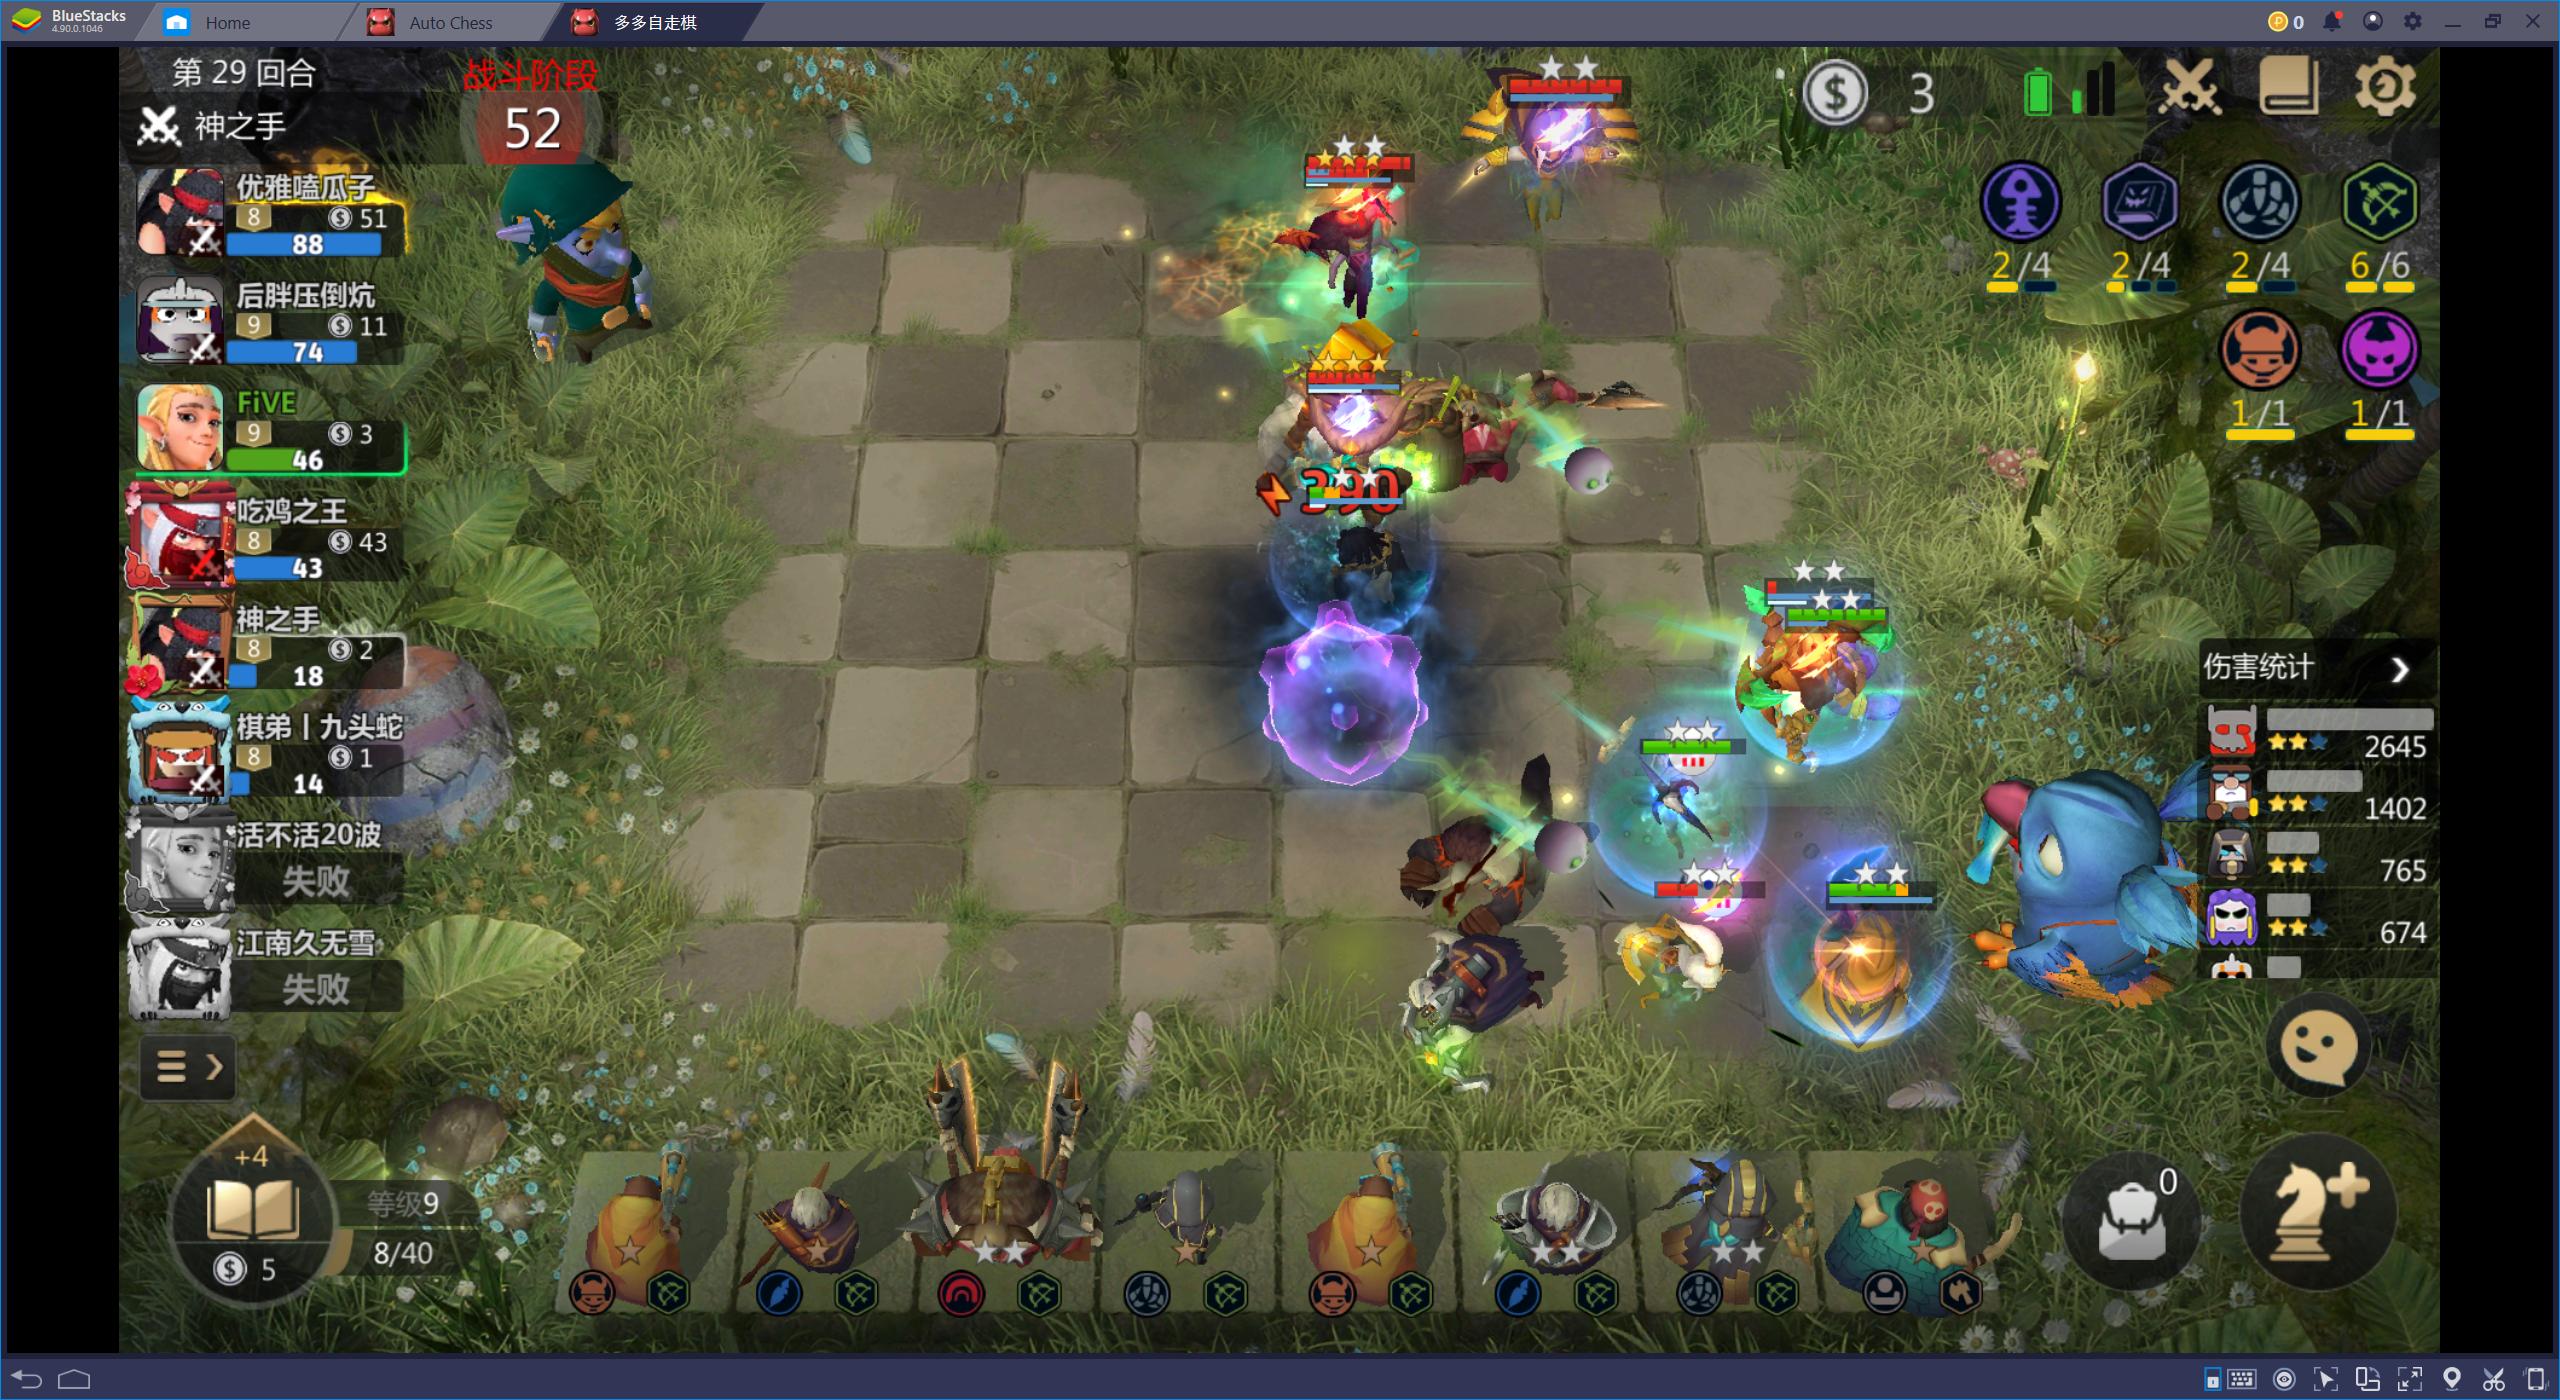 BlueStacks
4.90.0.1046
Home
Auto Chess
多多自走棋
0
第 29 回合
战斗阶段
神之手
52
3
优雅嗑瓜子
8
51
88
后胖压倒炕
9
11
74
FiVE
9
3
46
吃鸡之王
8
43
43
神之手
8
2
18
棋弟丨九头蛇
8
1
14
活不活20波
失败
江南久无雪
失败
2/4
2/4
2/4
6/6
1/1
1/1
390
伤害统计
2645
1402
765
674
+4
5
等级9
8/40
0